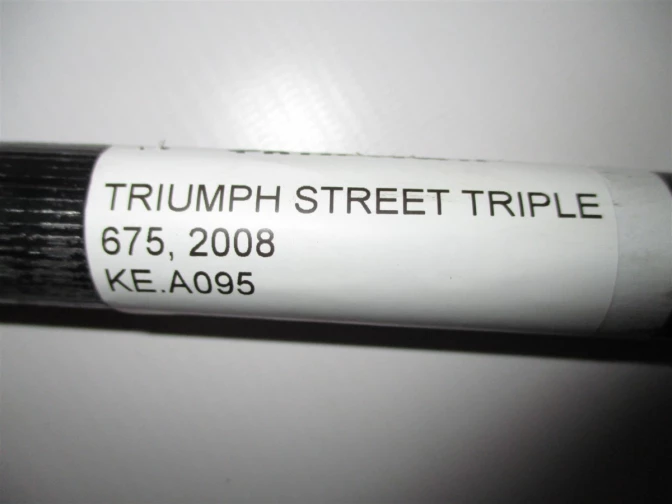 TRIUMPH STREET TRIPLE
675, 2008
KE.A095